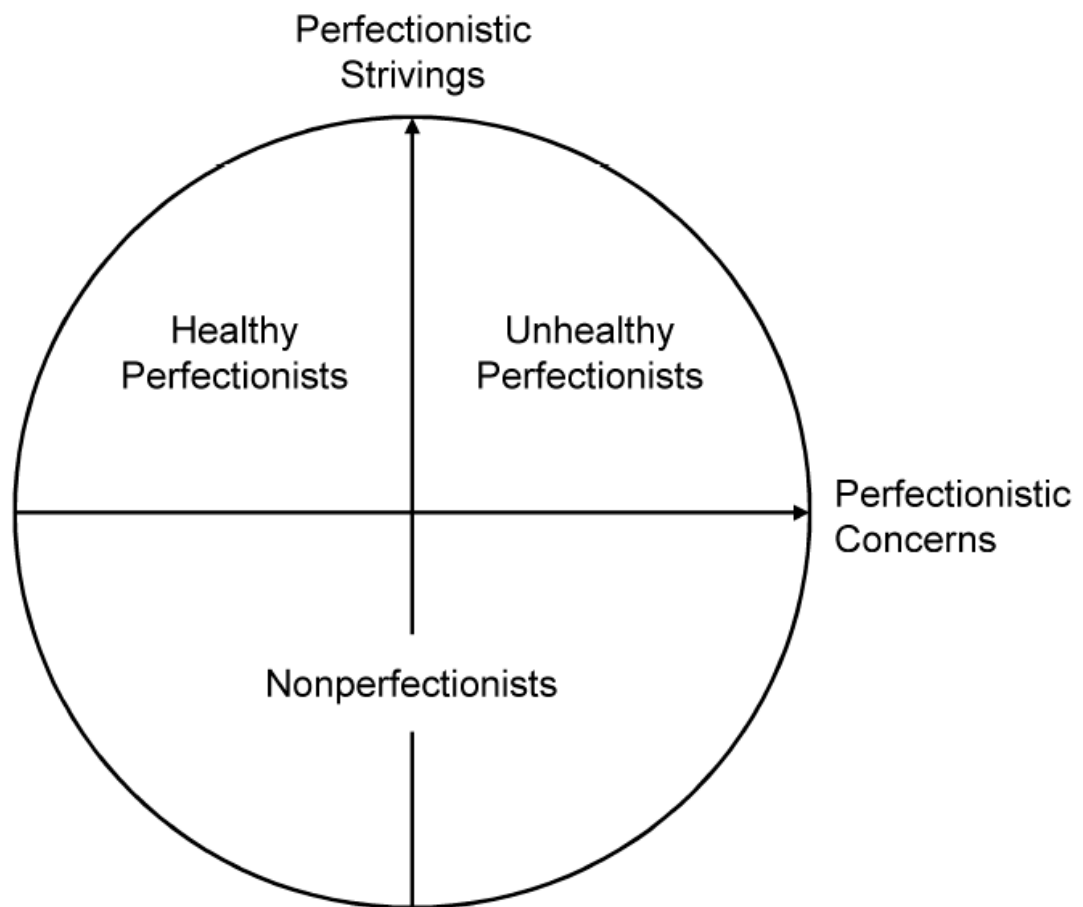 Perfectionistic
Strivings
Healthy
Perfectionists
Unhealthy
Perfectionists
Perfectionistic
Concerns
Nonperfectionists